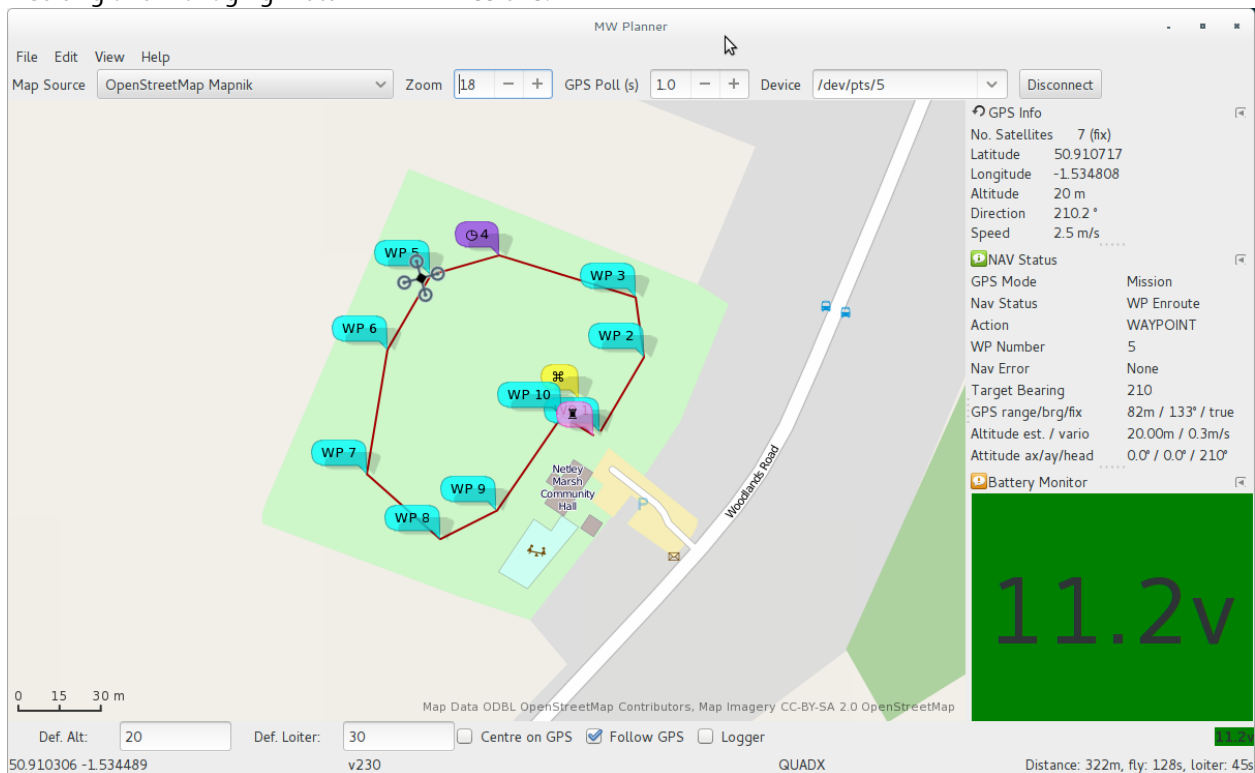 MW Planner
File Edit View Help
Map Source OpenStreetMap Mapnik Zoom 18 − + GPS Poll (s) 1.0 − + Device /dev/pts/5 Disconnect
GPS Info
No. Satellites 7 (fix)
Latitude 50.910717
Longitude -1.534808
Altitude 20 m
Direction 210.2 °
Speed 2.5 m/s
NAV Status
GPS Mode Mission
Nav Status WP Enroute
Action WAYPOINT
WP Number 5
Nav Error None
Target Bearing 210
GPS range/brg/fix 82m / 133° / true
Altitude est. / vario 20.00m / 0.3m/s
Attitude ax/ay/head 0.0° / 0.0° / 210°
Battery Monitor
11.2v
4
WP 5
WP 3
WP 6
WP 2
⌘
WP 10
WP 7
WP 9
WP 8
Netley
Marsh
Community
Hall
P
Woodlands Road
0 15 30 m
Map Data ODBL OpenStreetMap Contributors, Map Imagery CC-BY-SA 2.0 OpenStreetMap
Def. Alt: 20 Def. Loiter: 30 Centre on GPS Follow GPS Logger 11.2v
50.910306 -1.534489 v230 QUADX Distance: 322m, fly: 128s, loiter: 45s